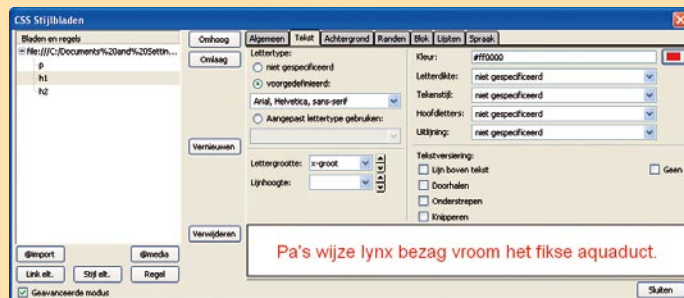 CSS Stijlbladen
Bladen en regels
file:///C:/Documents%20and%20Settin...
p
h1
h2
@import
@media
Link elt.
Stijl elt.
Regel
Geavanceerde modus
Omhoog
Omlaag
Vernieuwen
Verwijderen
Algemeen Tekst Achtergrond Randen Blok Lijsten Spraak
Lettertype:
niet gespecificeerd
voorgedefinieerd:
Arial, Helvetica, sans-serif
Aangepast lettertype gebruiken:
Lettergrootte: x-groot
Lijnhoogte:
Kleur: #ff0000
Letterdikte: niet gespecificeerd
Tekenstijl: niet gespecificeerd
Hoofdletters: niet gespecificeerd
Uitlijning: niet gespecificeerd
Tekstversiering:
Lijn boven tekst
Geen
Doorhalen
Onderstrepen
Knipperen
Pa's wijze lynx bezag vroom het fikse aquaduct.
Sluiten